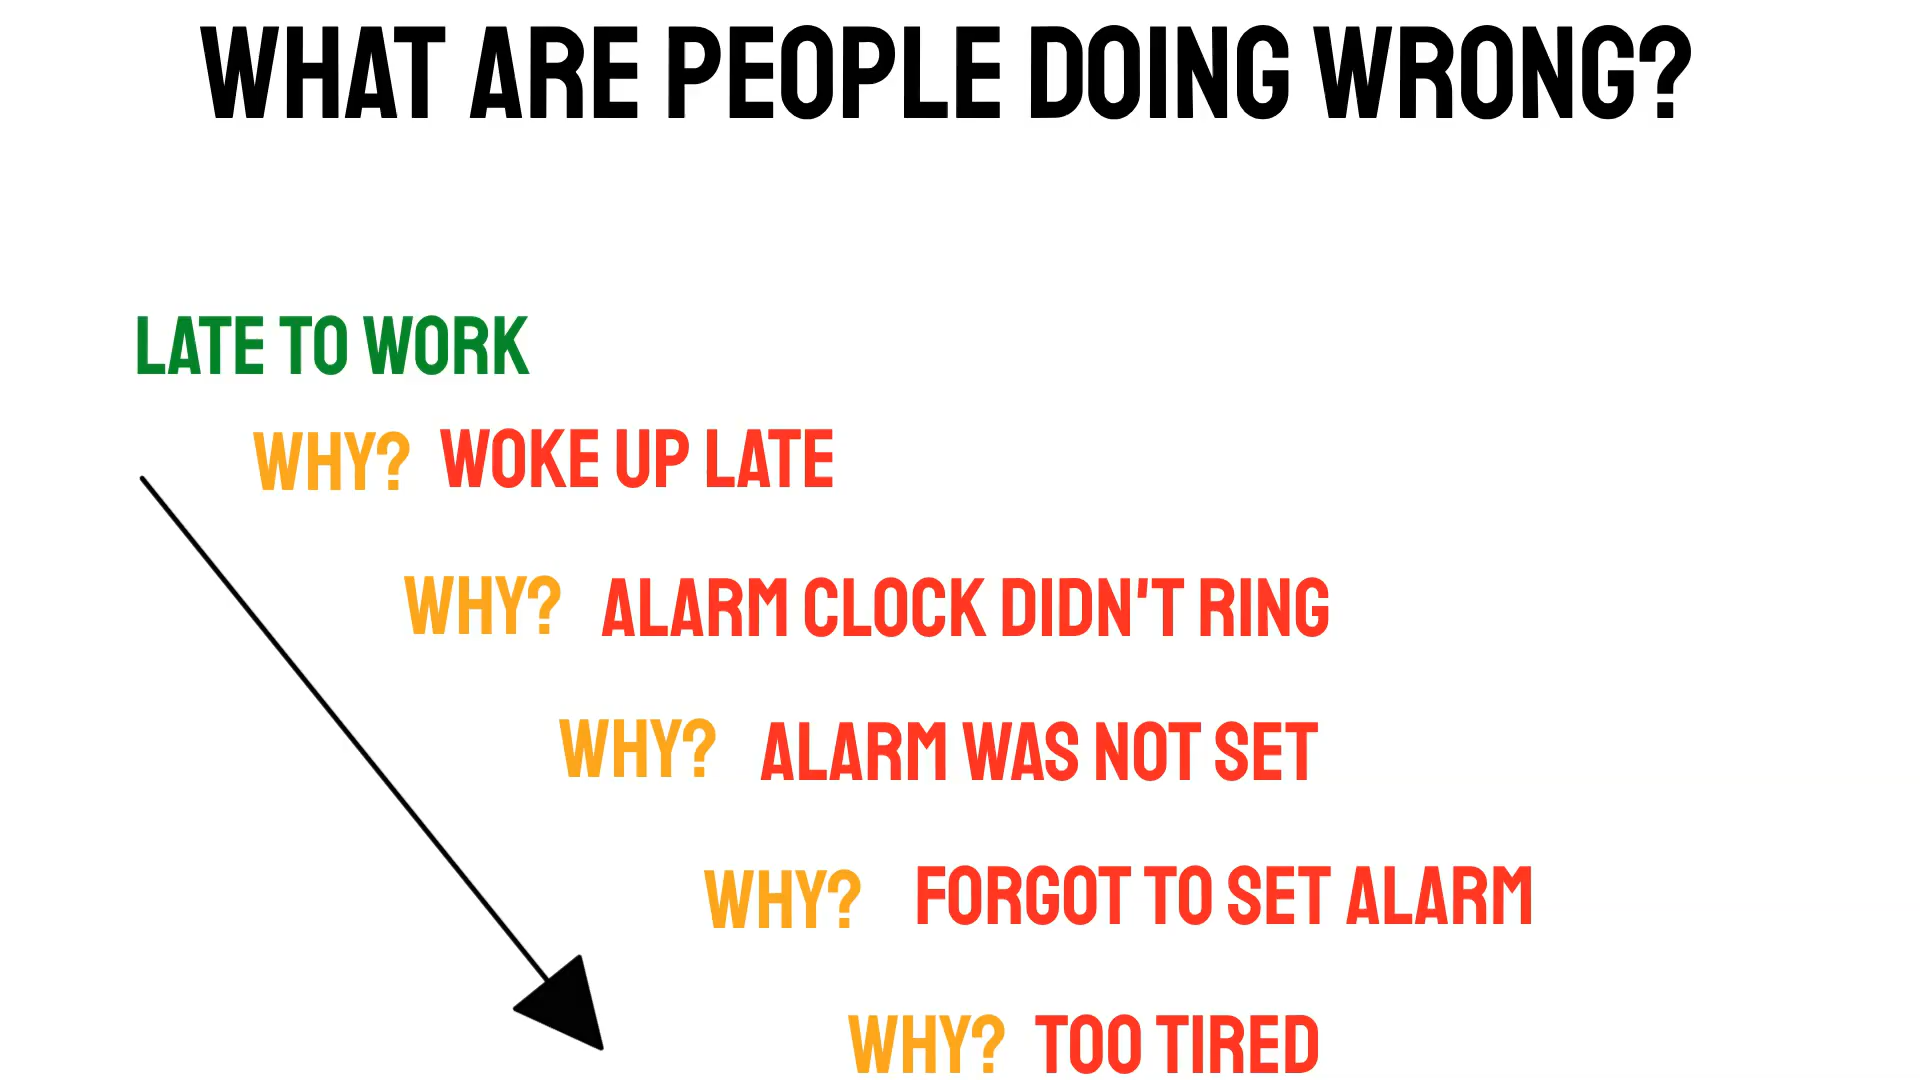 WHAT ARE PEOPLE DOING WRONG?
LATE TO WORK
WHY? WOKE UP LATE
WHY? ALARM CLOCK DIDN'T RING
WHY? ALARM WAS NOT SET
WHY? FORGOT TO SET ALARM
WHY? TOO TIRED